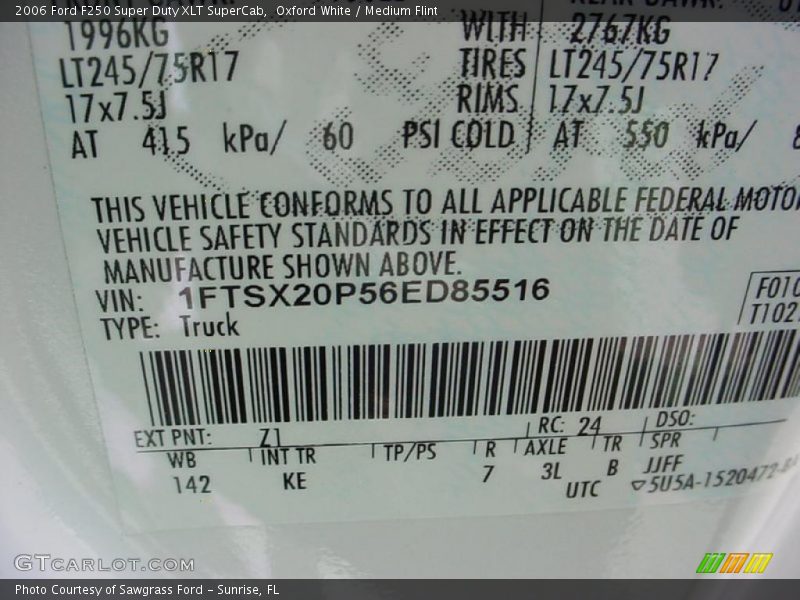 2006 Ford F250 Super Duty XLT SuperCab,  Oxford White / Medium Flint
1996KG WITH 2767KG
LT245/75R17 TIRES LT245/75R17
17x7.5J RIMS 17x7.5J
AT 415 kPa/ 60 PSI COLD AT 550 kPa/
THIS VEHICLE CONFORMS TO ALL APPLICABLE FEDERAL MOTOR
VEHICLE SAFETY STANDARDS IN EFFECT ON THE DATE OF
MANUFACTURE SHOWN ABOVE.
VIN: 1FTSX20P56ED85516
TYPE: Truck
F010
T102
EXT PNT: Z1 RC: 24 DSO:
WB INT TR TP/PS R AXLE TR SPR
142 KE 7 3L B JJFF
UTC ▽5U5A-1520472-
GTCARLOT.COM
Photo Courtesy of Sawgrass Ford - Sunrise, FL